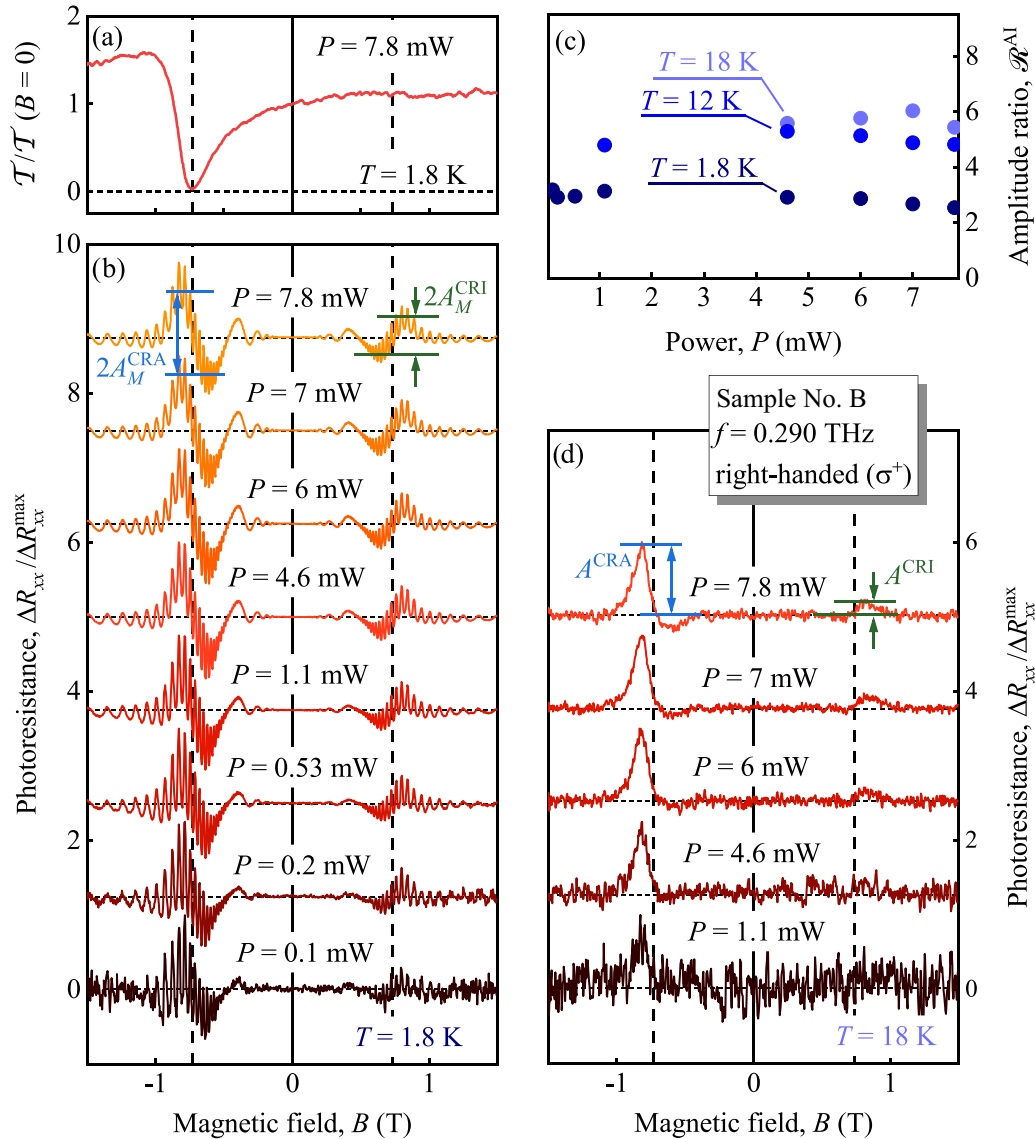 (a)
P = 7.8 mW
T = 1.8 K
𝒯/𝒯 (B = 0)
2
1
0
(b)
10
8
6
4
2
0
P = 7.8 mW
2A_M^CRA
2A_M^CRI
P = 7 mW
P = 6 mW
P = 4.6 mW
P = 1.1 mW
P = 0.53 mW
P = 0.2 mW
P = 0.1 mW
T = 1.8 K
Photoresistance, ΔR_xx/ΔR_xx^max
-1
0
1
Magnetic field, B (T)
(c)
T = 18 K
T = 12 K
T = 1.8 K
8
6
4
2
0
Amplitude ratio, ℛ^AI
1
2
3
4
5
6
7
Power, P (mW)
Sample No. B
f = 0.290 THz
right-handed (σ⁺)
(d)
6
4
2
0
A^CRA
A^CRI
P = 7.8 mW
P = 7 mW
P = 6 mW
P = 4.6 mW
P = 1.1 mW
T = 18 K
Photoresistance, ΔR_xx/ΔR_xx^max
-1
0
1
Magnetic field, B (T)